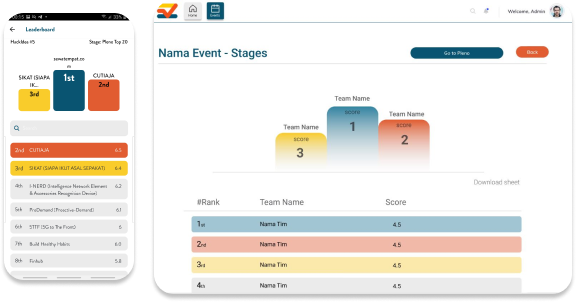 33%
Leaderboard
HackIdea #5
Stage: Pleno Top 20
sewatempat.co
m
SIKAT (SIAPA
IK...
1st
CUTIAJA
2nd
3rd
2nd CUTIAJA 6.5
3rd SIKAT (SIAPA IKUT ASAL SEPAKAT) 6.4
4th I-NERD (Intelligence Network Element
& Accessories Recognition Device) 6.2
5th ProDemand (Proactive-Demand) 6.1
6th STTF (5G to The Front) 6
7th Build Healthy Habits 6.0
8th Finhub 5.8
Home
Events
Welcome, Admin
Nama Event - Stages
Go to Pleno
Back
Team Name
score
1
Team Name
score
2
Team Name
score
3
Download sheet
#Rank Team Name Score
1st Nama Tim 4.5
2nd Nama Tim 4.5
3rd Nama Tim 4.5
4th Nama Tim 4.5